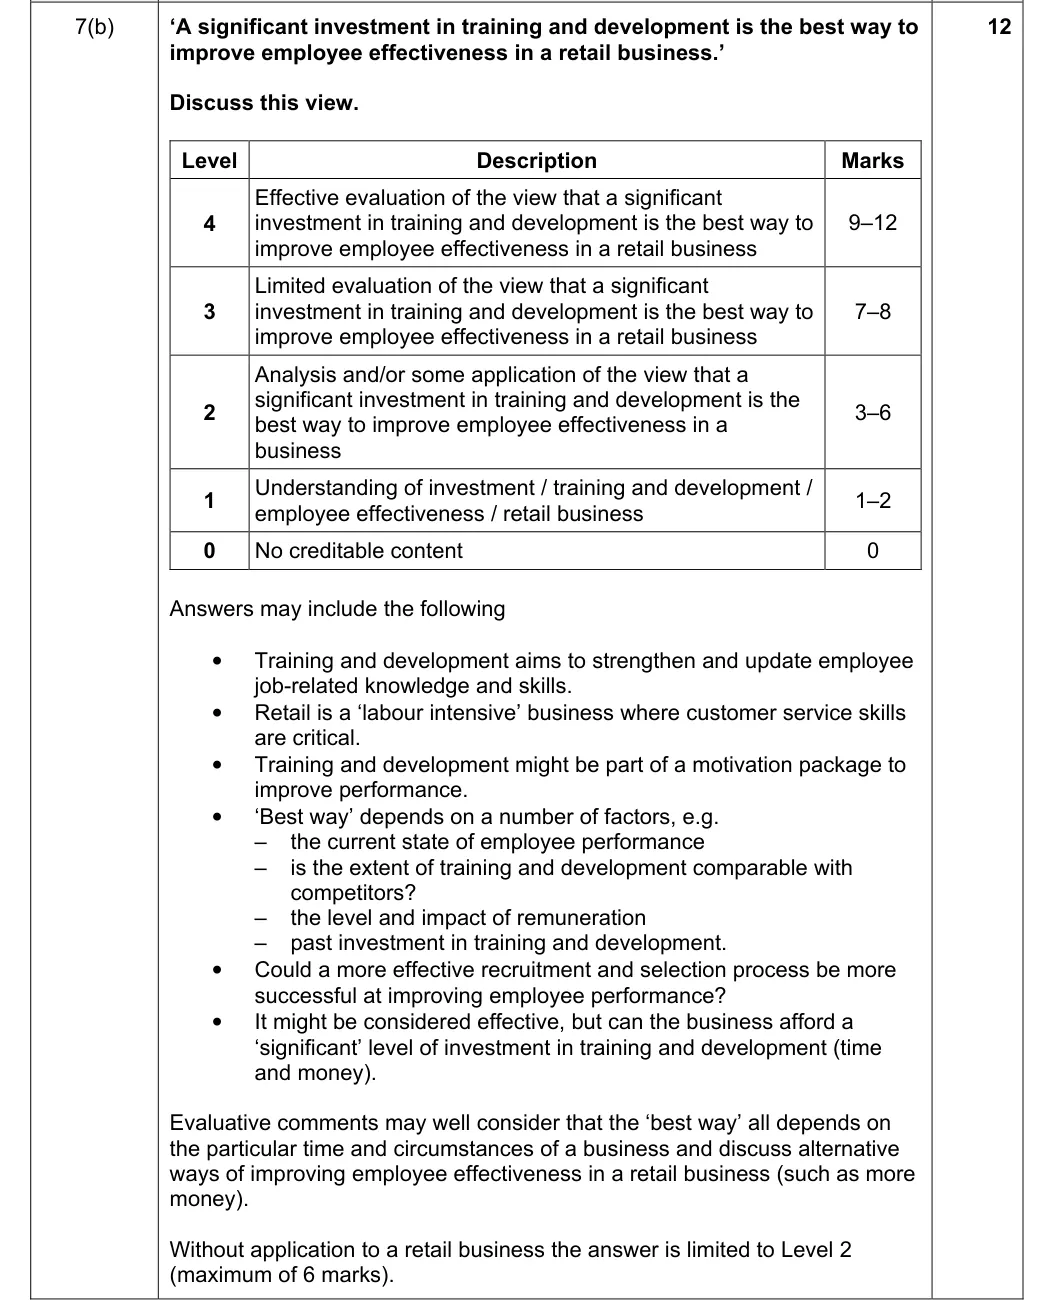 7(b) ‘A significant investment in training and development is the best way to 12
improve employee effectiveness in a retail business.’
Discuss this view.
Level Description Marks
Effective evaluation of the view that a significant
4 investment in training and development is the best way to 9–12
improve employee effectiveness in a retail business
Limited evaluation of the view that a significant
3 investment in training and development is the best way to 7–8
improve employee effectiveness in a retail business
Analysis and/or some application of the view that a
significant investment in training and development is the
2 best way to improve employee effectiveness in a 3–6
business
Understanding of investment / training and development /
1 employee effectiveness / retail business 1–2
0 No creditable content 0
Answers may include the following
• Training and development aims to strengthen and update employee
job-related knowledge and skills.
• Retail is a ‘labour intensive’ business where customer service skills
are critical.
• Training and development might be part of a motivation package to
improve performance.
• ‘Best way’ depends on a number of factors, e.g.
– the current state of employee performance
– is the extent of training and development comparable with
competitors?
– the level and impact of remuneration
– past investment in training and development.
• Could a more effective recruitment and selection process be more
successful at improving employee performance?
• It might be considered effective, but can the business afford a
‘significant’ level of investment in training and development (time
and money).
Evaluative comments may well consider that the ‘best way’ all depends on
the particular time and circumstances of a business and discuss alternative
ways of improving employee effectiveness in a retail business (such as more
money).
Without application to a retail business the answer is limited to Level 2
(maximum of 6 marks).